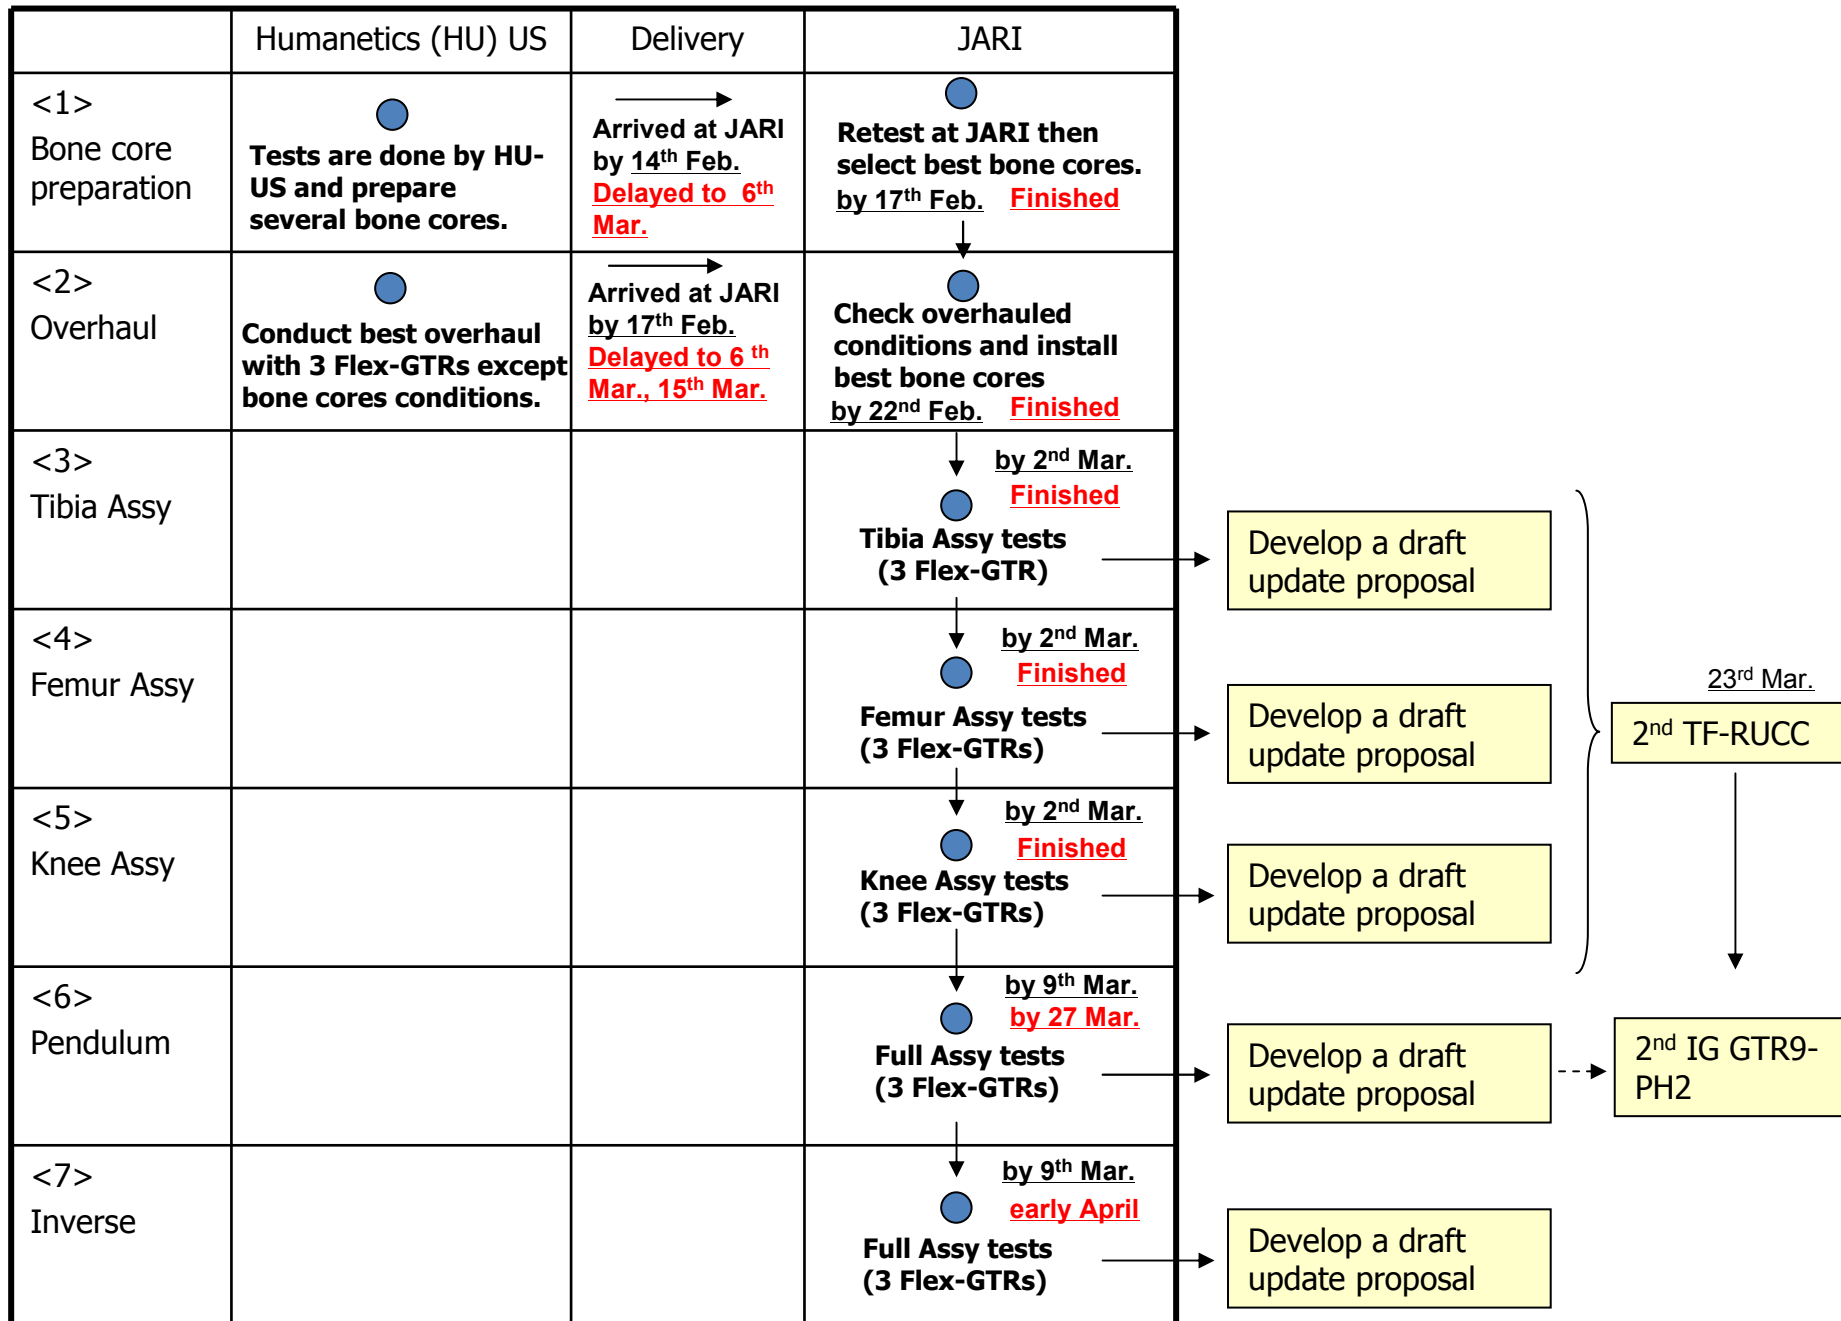 Humanetics (HU) US
Delivery
JARI
<1>
Bone core
preparation
Tests are done by HU-
US and prepare
several bone cores.
Arrived at JARI
by 14th Feb.
Delayed to 6th
Mar.
Retest at JARI then
select best bone cores.
by 17th Feb. Finished
<2>
Overhaul
Conduct best overhaul
with 3 Flex-GTRs except
bone cores conditions.
Arrived at JARI
by 17th Feb.
Delayed to 6 th
Mar., 15th Mar.
Check overhauled
conditions and install
best bone cores
by 22nd Feb. Finished
<3>
Tibia Assy
by 2nd Mar.
Finished
Tibia Assy tests
(3 Flex-GTR)
Develop a draft
update proposal
<4>
Femur Assy
by 2nd Mar.
Finished
Femur Assy tests
(3 Flex-GTRs)
Develop a draft
update proposal
23rd Mar.
2nd TF-RUCC
<5>
Knee Assy
by 2nd Mar.
Finished
Knee Assy tests
(3 Flex-GTRs)
Develop a draft
update proposal
<6>
Pendulum
by 9th Mar.
by 27 Mar.
Full Assy tests
(3 Flex-GTRs)
Develop a draft
update proposal
2nd IG GTR9-
PH2
<7>
Inverse
by 9th Mar.
early April
Full Assy tests
(3 Flex-GTRs)
Develop a draft
update proposal